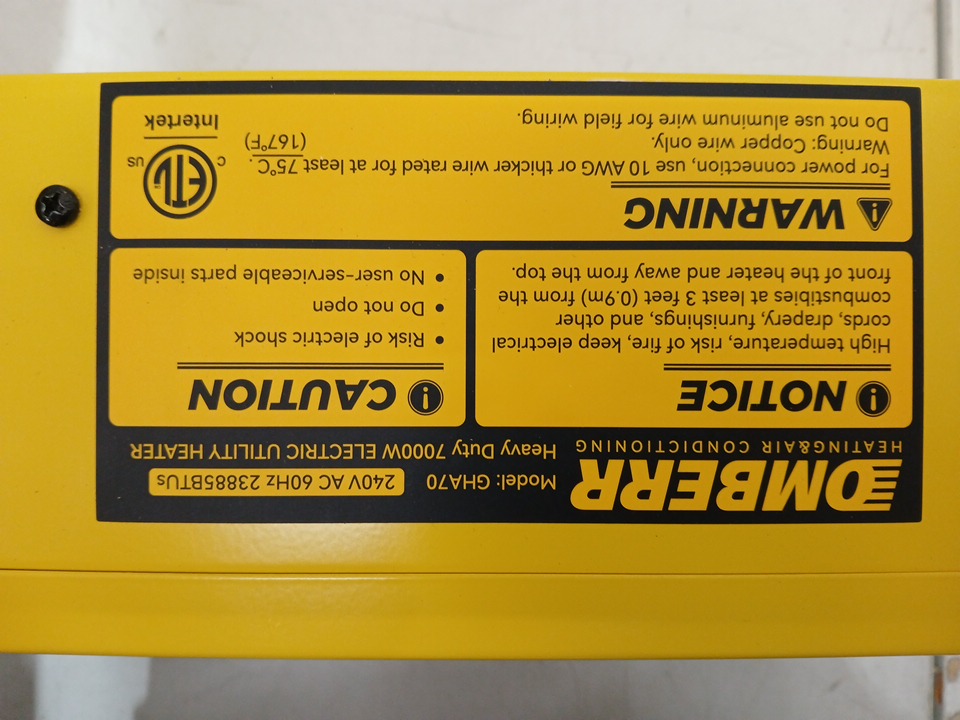 OMBERR
HEATING&AIR CONDICTIONING
Model: GHA70
240V AC 60Hz 23885BTUs
Heavy Duty 7000W ELECTRIC UTILITY HEATER
NOTICE
High temperature, risk of fire, keep electrical
cords, drapery, furnishings, and other
combustibles at least 3 feet (0.9m) from the
front of the heater and away from the top.
CAUTION
• Risk of electric shock
• Do not open
• No user-serviceable parts inside
WARNING
For power connection, use 10 AWG or thicker wire rated for at least 75°C.
(167°F)
Warning: Copper wire only.
Do not use aluminum wire for field wiring.
ETL
C US
Intertek